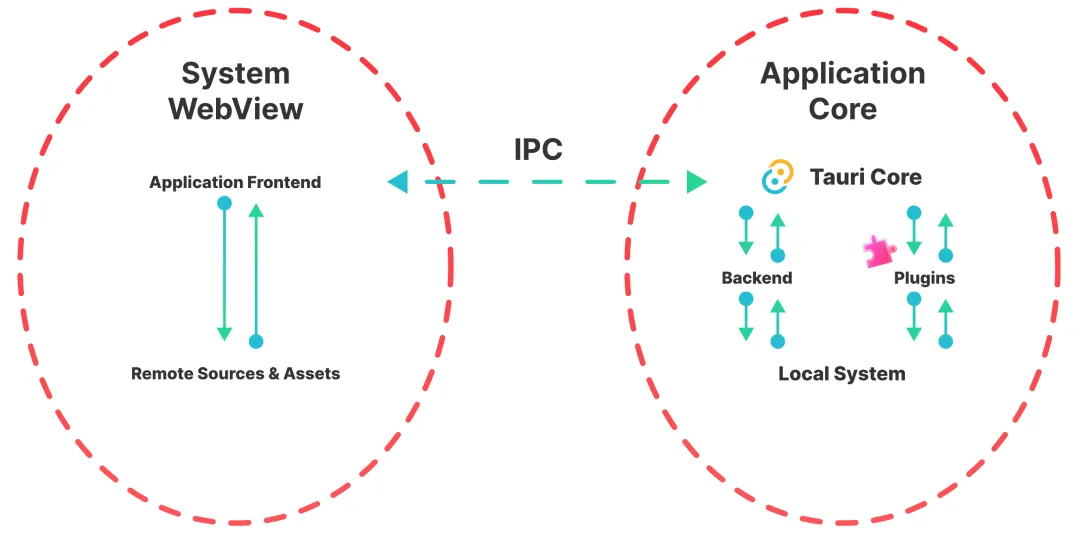 System
WebView
Application
Core
IPC
Application Frontend
Tauri Core
Backend
Plugins
Remote Sources & Assets
Local System